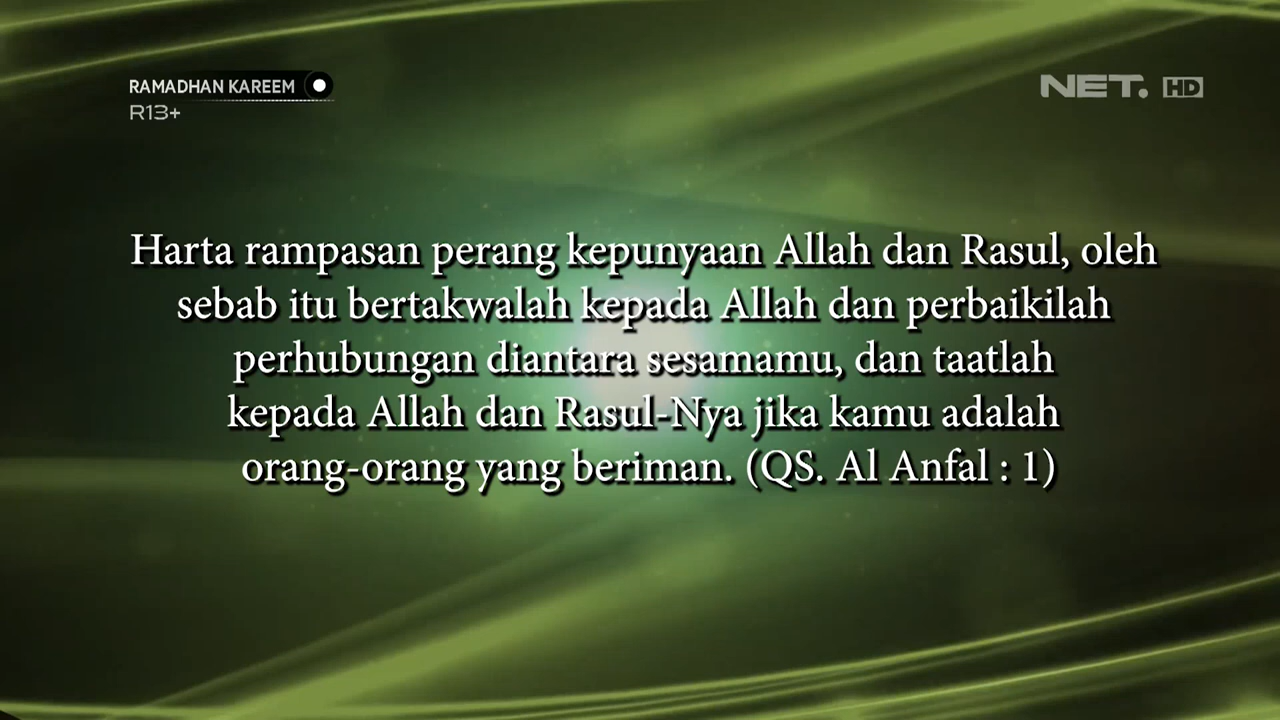 RAMADHAN KAREEM
R13+
NET. HD
Harta rampasan perang kepunyaan Allah dan Rasul, oleh
sebab itu bertakwalah kepada Allah dan perbaikilah
perhubungan diantara sesamamu, dan taatlah
kepada Allah dan Rasul-Nya jika kamu adalah
orang-orang yang beriman. (QS. Al Anfal : 1)